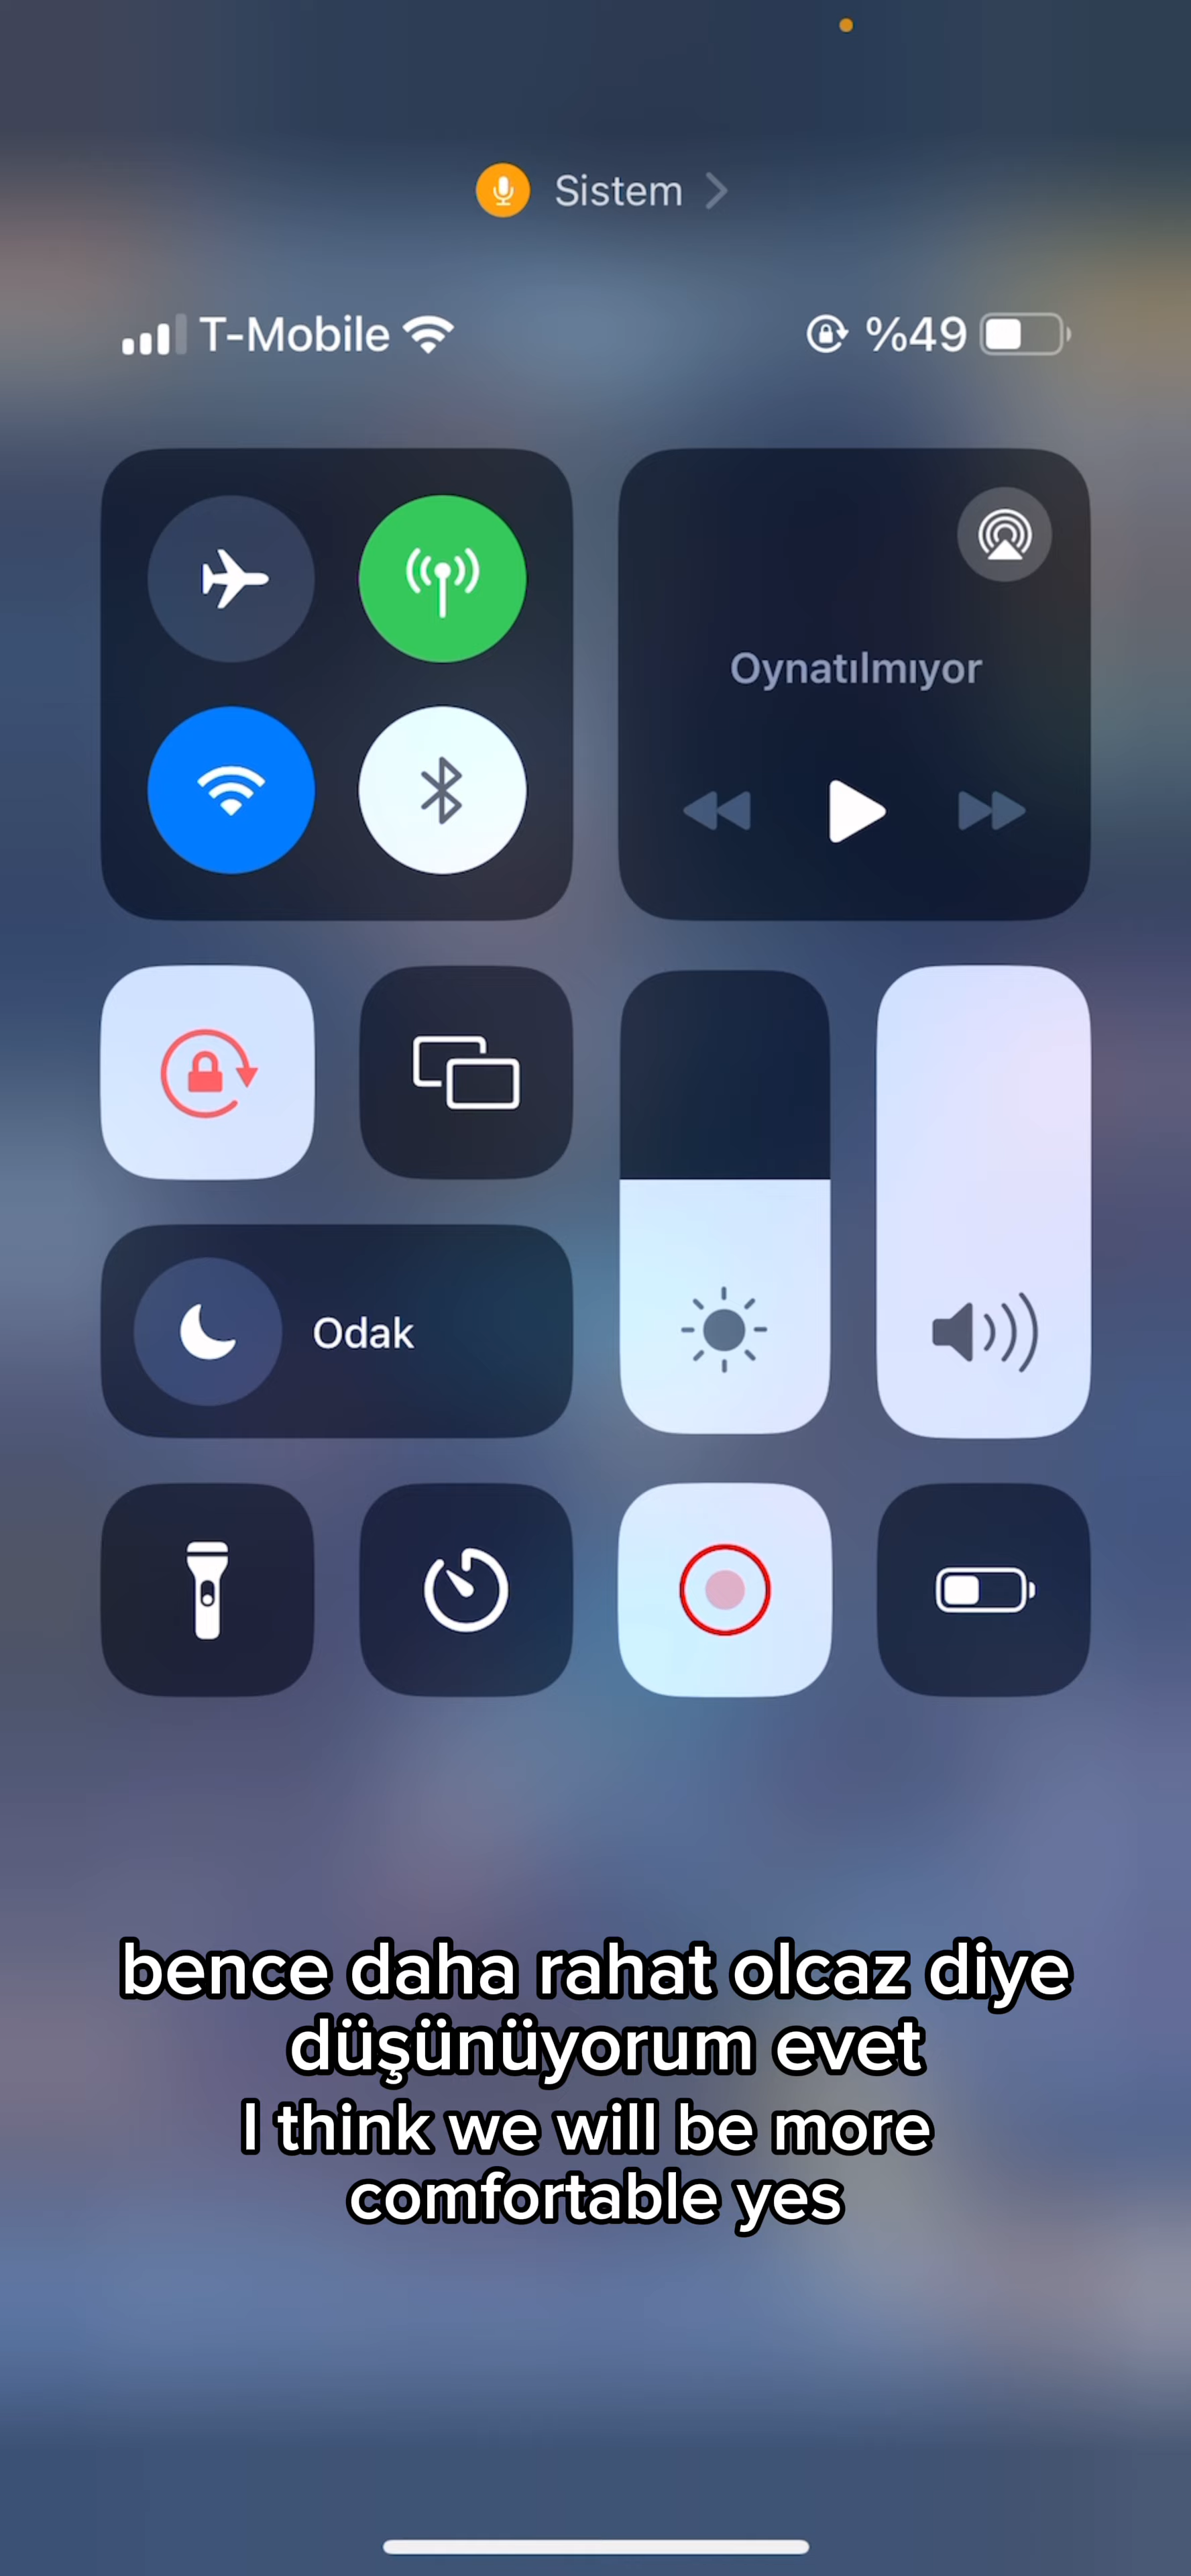 Sistem
T-Mobile %49
Oynatılmıyor
Odak
bence daha rahat olcaz diye
düşünüyorum evet
I think we will be more
comfortable yes